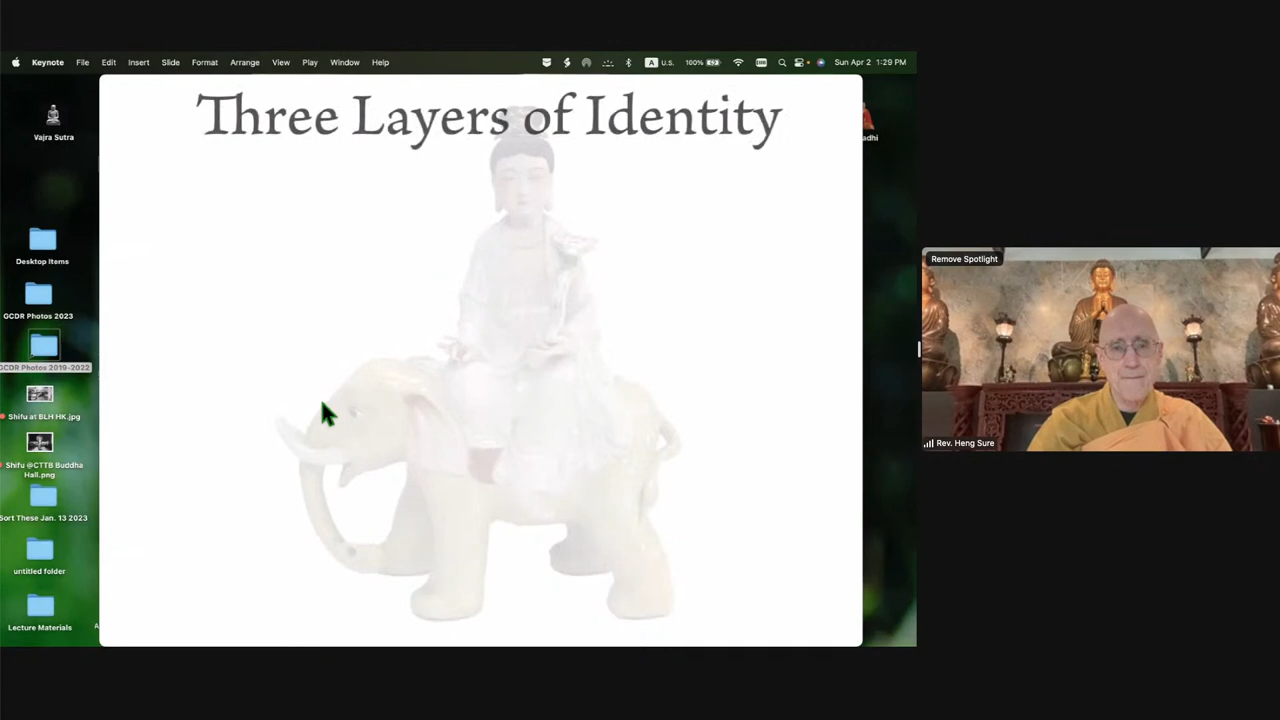 Keynote File Edit Insert Slide Format Arrange View Play Window Help A U.S. 100% Sun Apr 2 1:29 PM
Three Layers of Identity
Vajra Sutra
adhi
Desktop Items
GCDR Photos 2023
GCDR Photos 2019-2022
Shifu at BLH HK.jpg
Shifu @CTTB Buddha
Hall.png
Sort These Jan. 13 2023
untitled folder
Lecture Materials
A
Remove Spotlight
Rev. Heng Sure